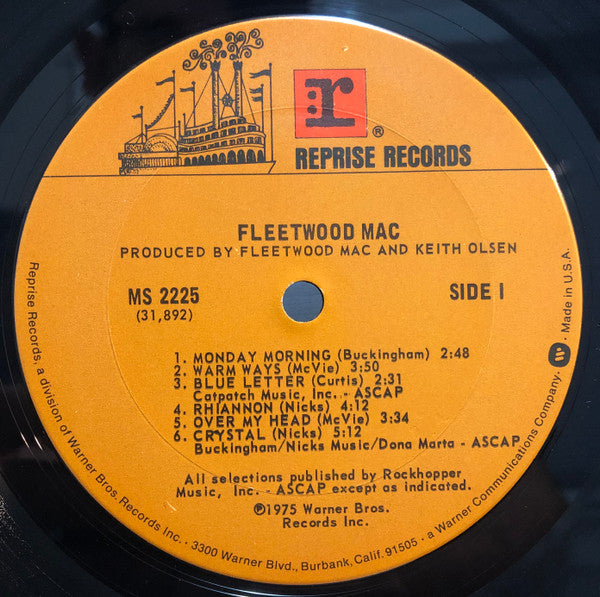 r ®
REPRISE RECORDS
FLEETWOOD MAC
PRODUCED BY FLEETWOOD MAC AND KEITH OLSEN
MS 2225
(31,892)
SIDE I
1. MONDAY MORNING (Buckingham) 2:48
2. WARM WAYS (McVie) 3:50
3. BLUE LETTER (Curtis) 2:31
Catpatch Music, Inc. - ASCAP
4. RHIANNON (Nicks) 4:12
5. OVER MY HEAD (McVie) 3:34
6. CRYSTAL (Nicks) 5:12
Buckingham/Nicks Music/Dona Marta - ASCAP
All selections published by Rockhopper
Music, Inc. - ASCAP except as indicated.
℗1975 Warner Bros.
Records Inc.
Reprise Records, a division of Warner Bros. Records Inc. · 3300 Warner Blvd., Burbank, Calif. 91505 · a Warner Communications Company · Made in U.S.A.